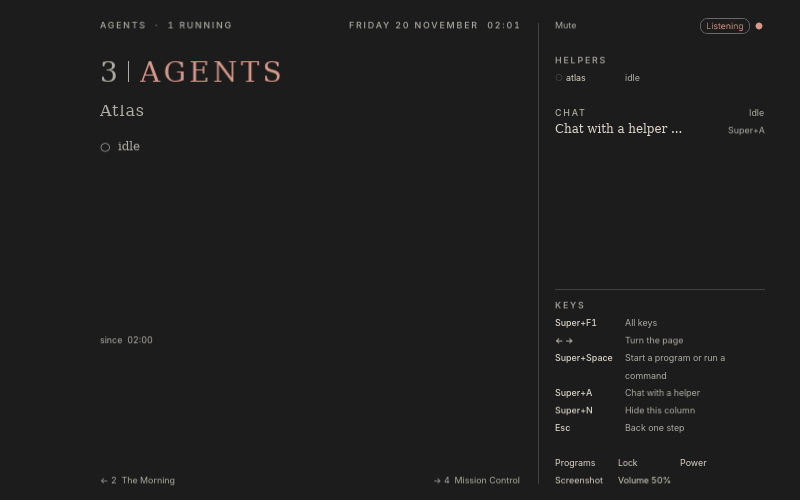 AGENTS · 1 RUNNING
FRIDAY 20 NOVEMBER 02:01
3 | AGENTS
Atlas
○ idle
since 02:00
← 2 The Morning
→ 4 Mission Control
Mute
Listening
HELPERS
atlas idle
CHAT Idle
Chat with a helper ... Super+A
KEYS
Super+F1 All keys
← → Turn the page
Super+Space Start a program or run a
command
Super+A Chat with a helper
Super+N Hide this column
Esc Back one step
Programs Lock Power
Screenshot Volume 50%